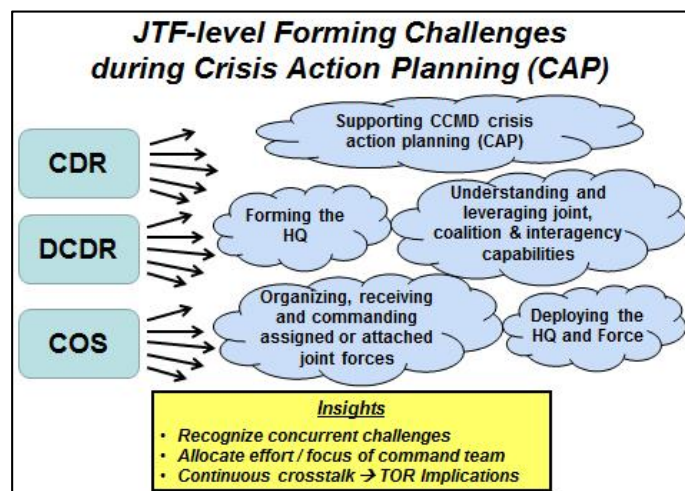 JTF-level Forming Challenges
during Crisis Action Planning (CAP)
CDR
DCDR
COS
Supporting CCMD crisis
action planning (CAP)
Forming the
HQ
Understanding and
leveraging joint,
coalition & interagency
capabilities
Organizing, receiving
and commanding
assigned or attached
joint forces
Deploying the
HQ and Force
Insights
• Recognize concurrent challenges
• Allocate effort / focus of command team
• Continuous crosstalk → TOR Implications